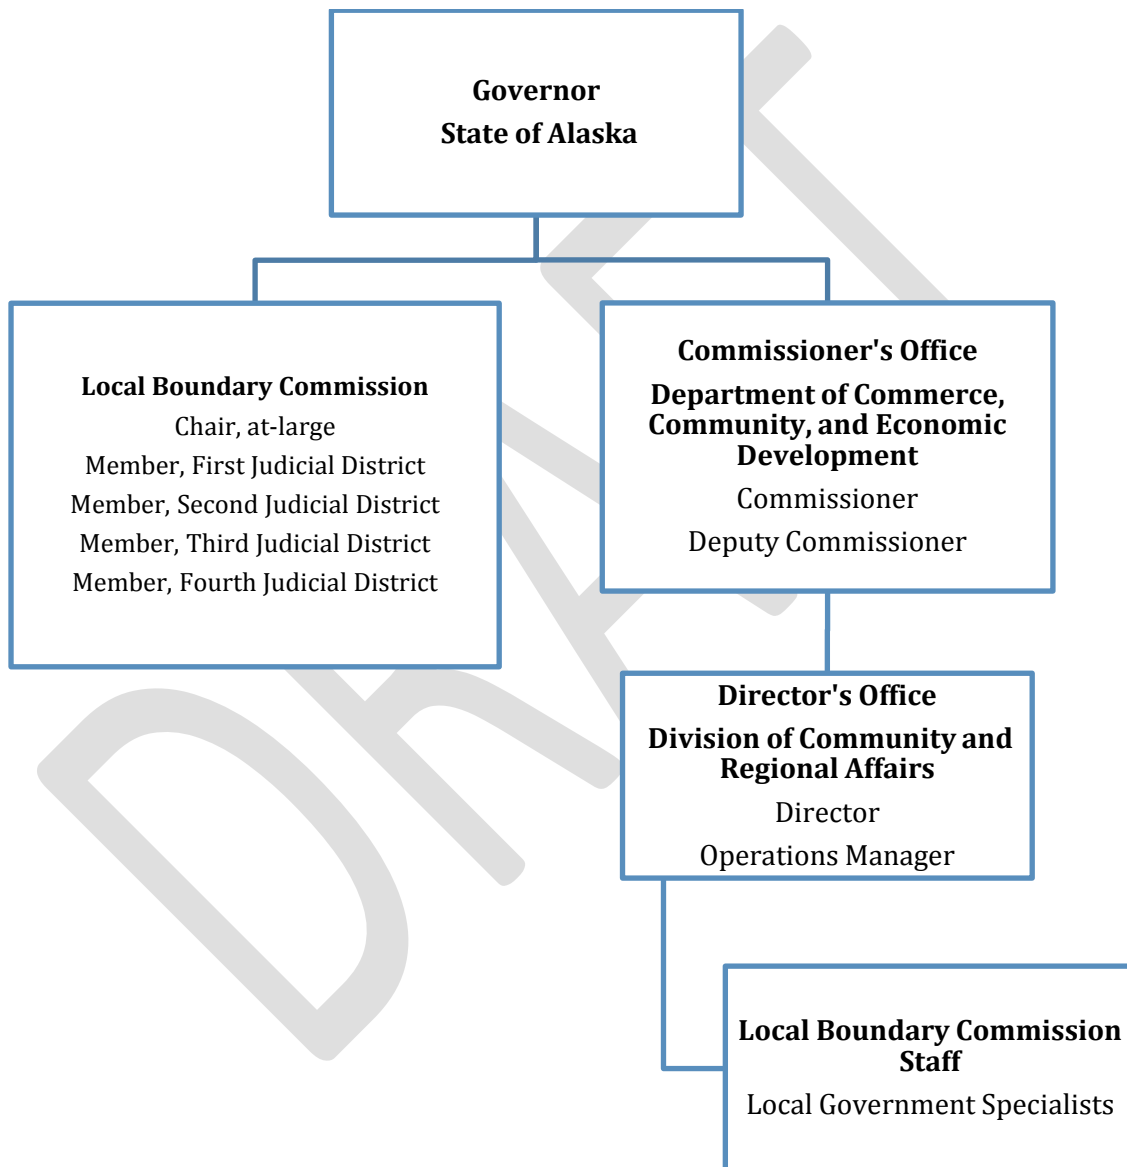 Governor
State of Alaska
Local Boundary Commission
Chair, at-large
Member, First Judicial District
Member, Second Judicial District
Member, Third Judicial District
Member, Fourth Judicial District
Commissioner's Office
Department of Commerce,
Community, and Economic
Development
Commissioner
Deputy Commissioner
Director's Office
Division of Community and
Regional Affairs
Director
Operations Manager
Local Boundary Commission
Staff
Local Government Specialists
DRAFT